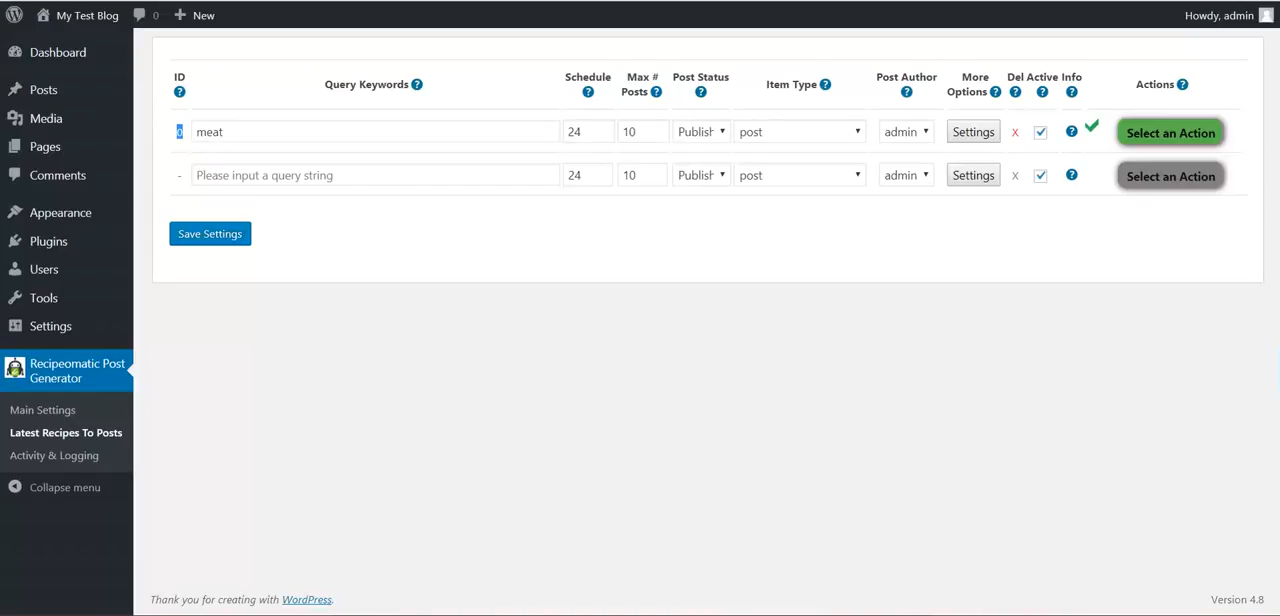 My Test Blog 0 New Howdy, admin
Dashboard
Posts
Media
Pages
Comments
Appearance
Plugins
Users
Tools
Settings
Recipeomatic Post
Generator
Main Settings
Latest Recipes To Posts
Activity & Logging
Collapse menu
ID Query Keywords Schedule Max # Posts Post Status Item Type Post Author More Options Del Active Info Actions
0 meat 24 10 Publish post admin Settings X Select an Action
- Please input a query string 24 10 Publish post admin Settings X Select an Action
Save Settings
Thank you for creating with WordPress. Version 4.8